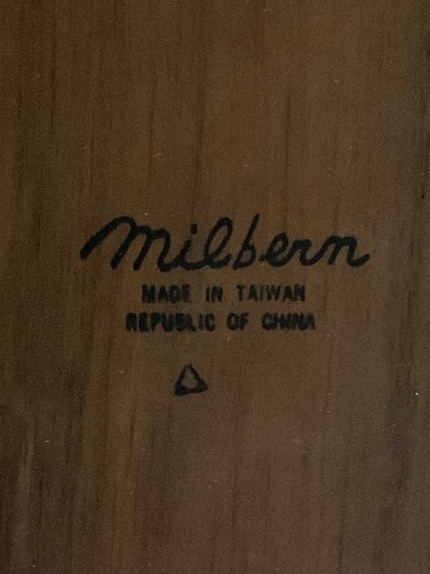 Milbern
MADE IN TAIWAN
REPUBLIC OF CHINA